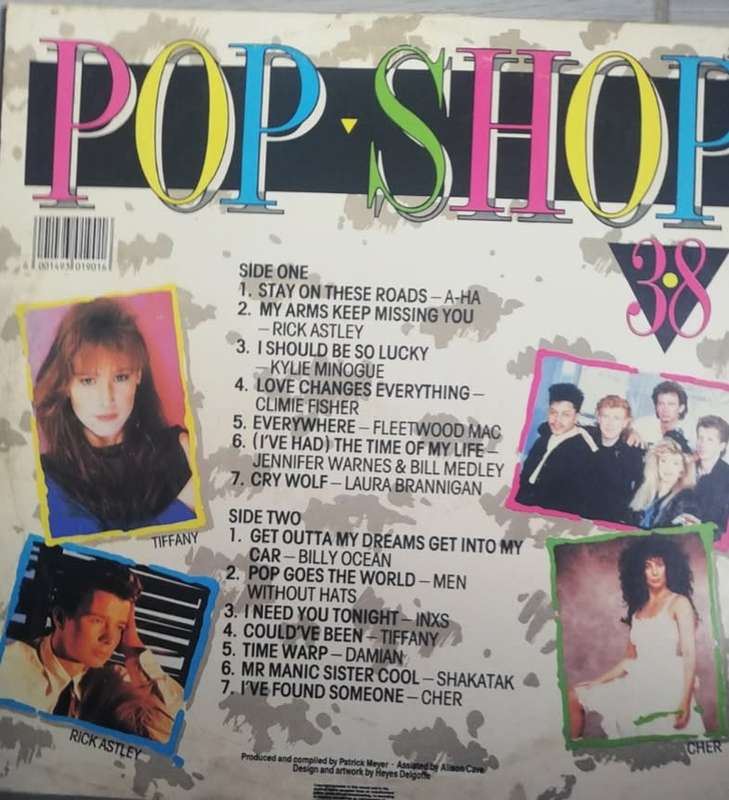 POP·SHOP
38
6 001493 019016
SIDE ONE
1. STAY ON THESE ROADS – A-HA
2. MY ARMS KEEP MISSING YOU
– RICK ASTLEY
3. I SHOULD BE SO LUCKY
– KYLIE MINOGUE
4. LOVE CHANGES EVERYTHING –
CLIMIE FISHER
5. EVERYWHERE – FLEETWOOD MAC
6. (I'VE HAD) THE TIME OF MY LIFE –
JENNIFER WARNES & BILL MEDLEY
7. CRY WOLF – LAURA BRANNIGAN
TIFFANY
SIDE TWO
1. GET OUTTA MY DREAMS GET INTO MY
CAR – BILLY OCEAN
2. POP GOES THE WORLD – MEN
WITHOUT HATS
3. I NEED YOU TONIGHT – INXS
4. COULD'VE BEEN – TIFFANY
5. TIME WARP – DAMIAN
6. MR MANIC SISTER COOL – SHAKATAK
7. I'VE FOUND SOMEONE – CHER
RICK ASTLEY
CHER
Produced and compiled by Patrick Meyer - Assisted by Alison Cave
Design and artwork by Heyes Delgotte